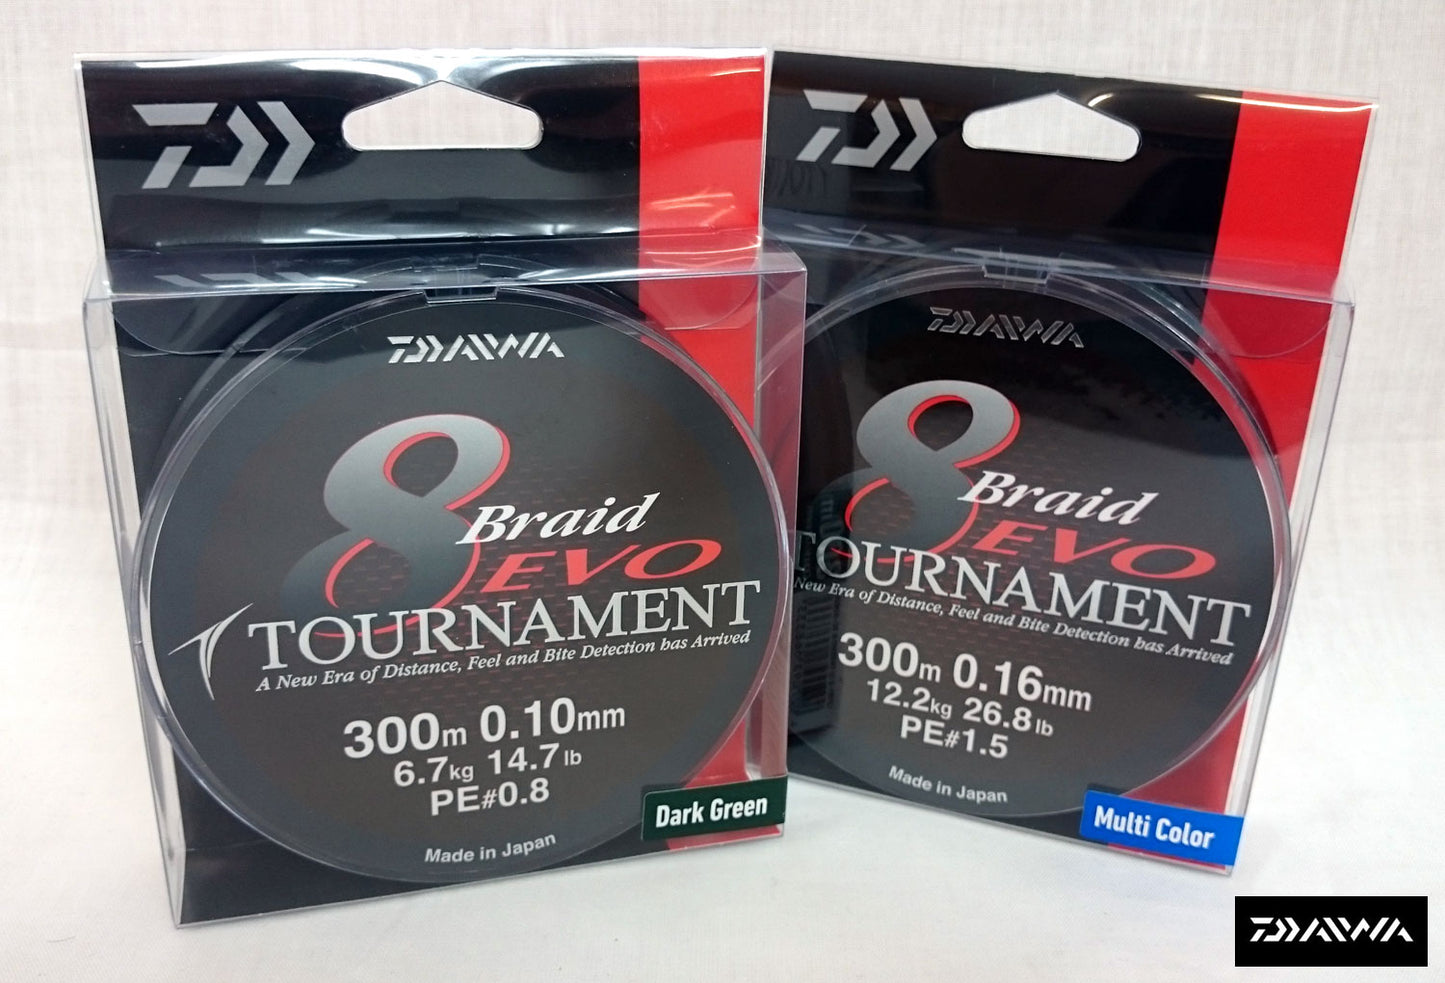 DAIWA
8 Braid
EVO
TOURNAMENT
A New Era of Distance, Feel and Bite Detection has Arrived
300m 0.10mm
6.7kg 14.7lb
PE#0.8
Made in Japan
Dark Green
DAIWA
8 Braid
EVO
TOURNAMENT
New Era of Distance, Feel and Bite Detection has Arrived
300m 0.16mm
12.2kg 26.8lb
PE#1.5
Made in Japan
Multi Color
DAIWA